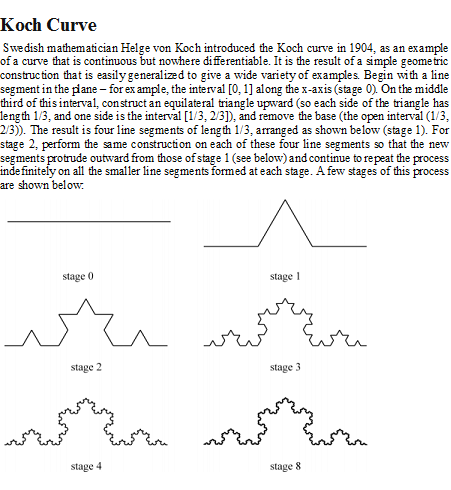 Koch Curve
Swedish mathematician Helge von Koch introduced the Koch curve in 1904, as an example
of a curve that is continuous but nowhere differentiable. It is the result of a simple geometric
construction that is easily generalized to give a wide variety of examples. Begin with a line
segment in the plane – for example, the interval [0, 1] along the x-axis (stage 0). On the middle
third of this interval, construct an equilateral triangle upward (so each side of the triangle has
length 1/3, and one side is the interval [1/3, 2/3]), and remove the base (the open interval (1/3,
2/3)). The result is four line segments of length 1/3, arranged as shown below (stage 1). For
stage 2, perform the same construction on each of these four line segments so that the new
segments protrude outward from those of stage 1 (see below) and continue to repeat the process
indefinitely on all the smaller line segments formed at each stage. A few stages of this process
are shown below:
stage 0
stage 1
stage 2
stage 3
stage 4
stage 8